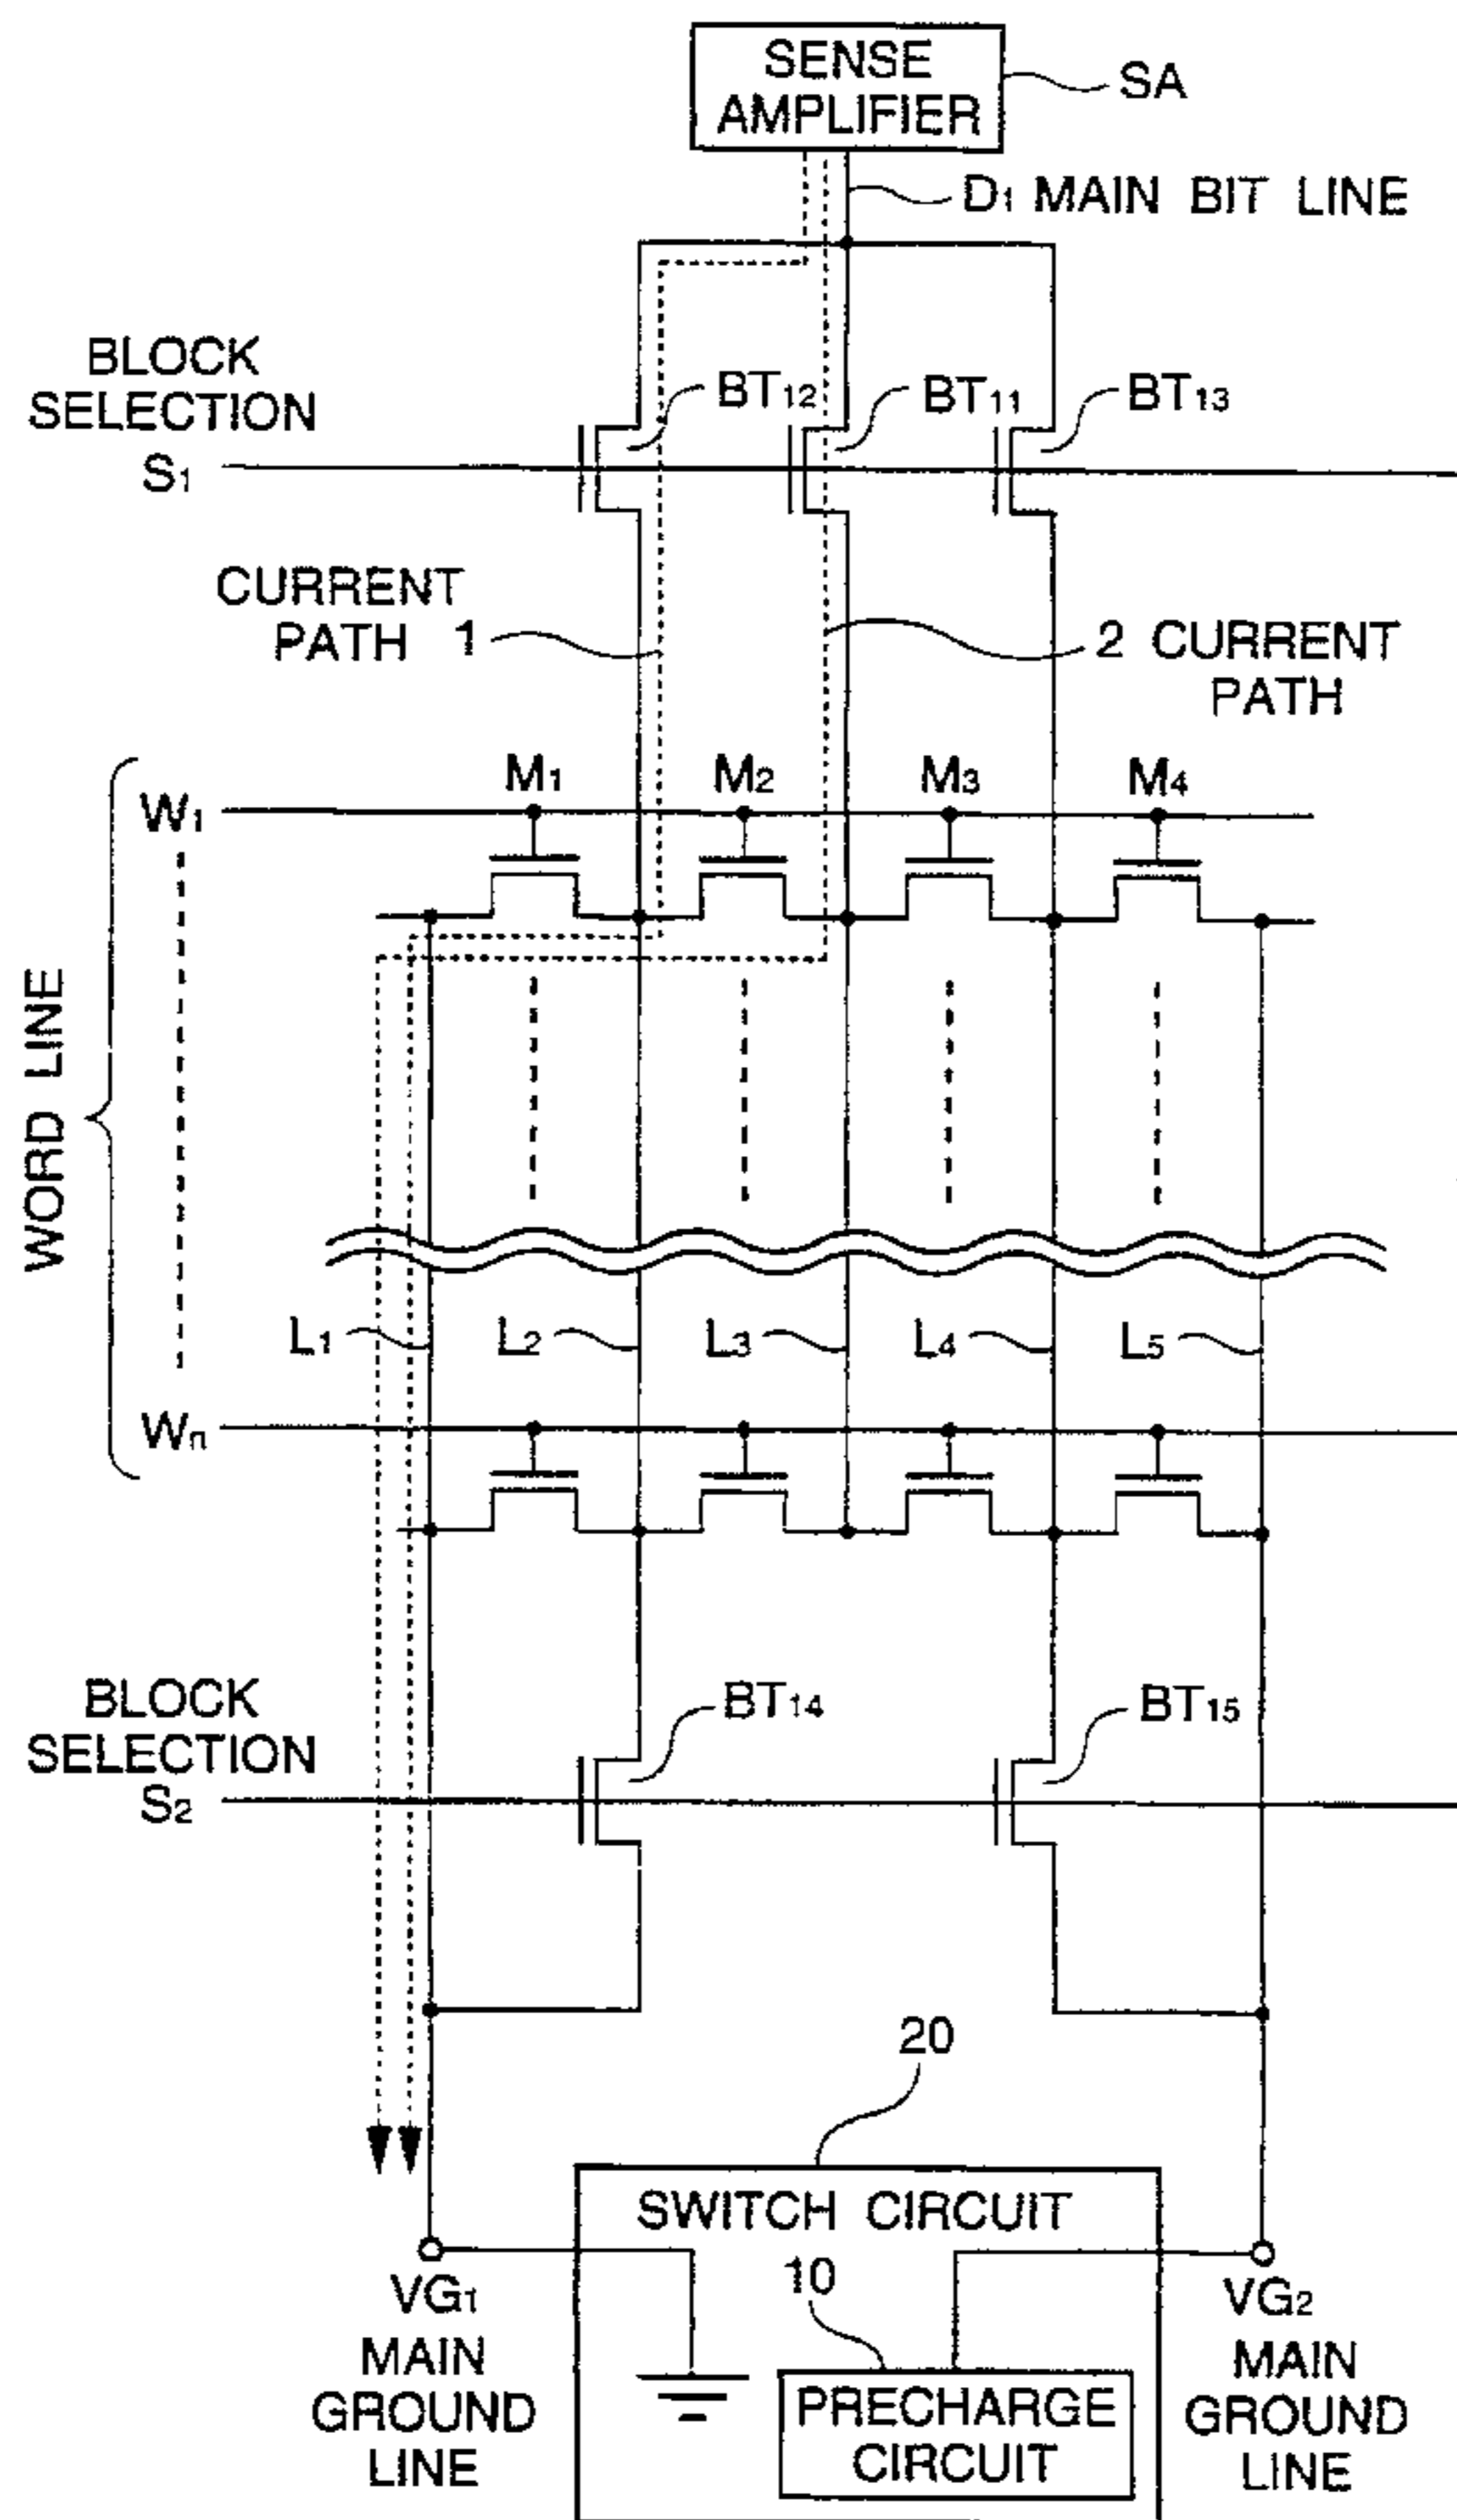 SENSE
AMPLIFIER
SA
D1 MAIN BIT LINE
BLOCK
SELECTION
S1
BT12
BT11
BT13
CURRENT
PATH 1
2 CURRENT
PATH
M1
M2
M3
M4
W1
WORD LINE
L1
L2
L3
L4
L5
Wn
BLOCK
SELECTION
S2
BT14
BT15
20
SWITCH CIRCUIT
10
VG1
MAIN
GROUND
LINE
PRECHARGE
CIRCUIT
VG2
MAIN
GROUND
LINE